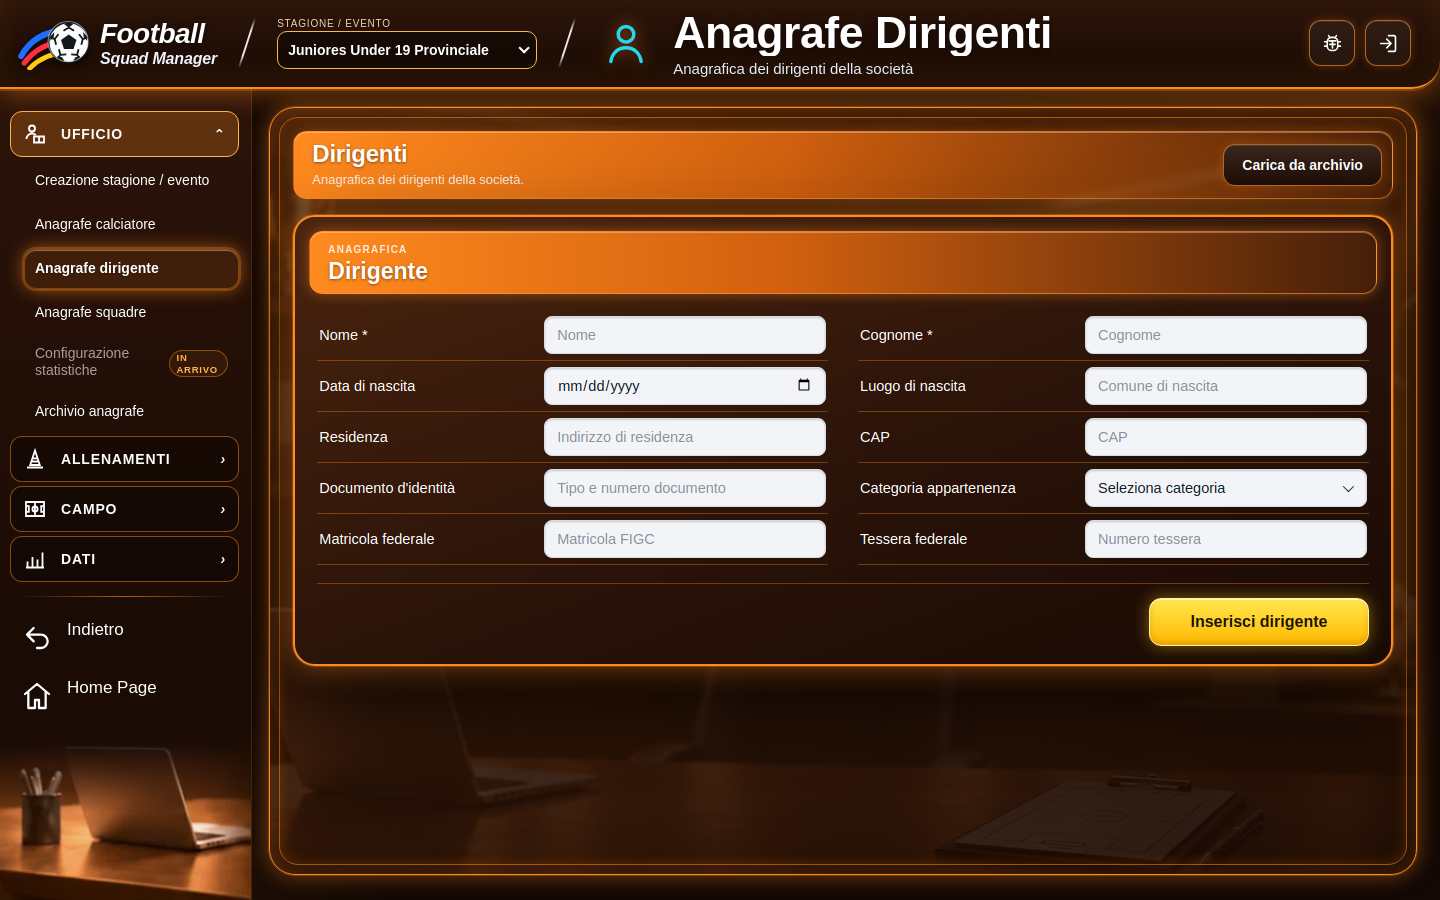 Football
Squad Manager
STAGIONE / EVENTO
Juniores Under 19 Provinciale
Anagrafe Dirigenti
Anagrafica dei dirigenti della società
UFFICIO
Creazione stagione / evento
Anagrafe calciatore
Anagrafe dirigente
Anagrafe squadre
Configurazione
statistiche
IN
ARRIVO
Archivio anagrafe
ALLENAMENTI
CAMPO
DATI
Indietro
Home Page
Dirigenti
Anagrafica dei dirigenti della società.
Carica da archivio
ANAGRAFICA
Dirigente
Nome * Nome
Cognome * Cognome
Data di nascita mm/dd/yyyy
Luogo di nascita Comune di nascita
Residenza Indirizzo di residenza
CAP CAP
Documento d'identità Tipo e numero documento
Categoria appartenenza Seleziona categoria
Matricola federale Matricola FIGC
Tessera federale Numero tessera
Inserisci dirigente